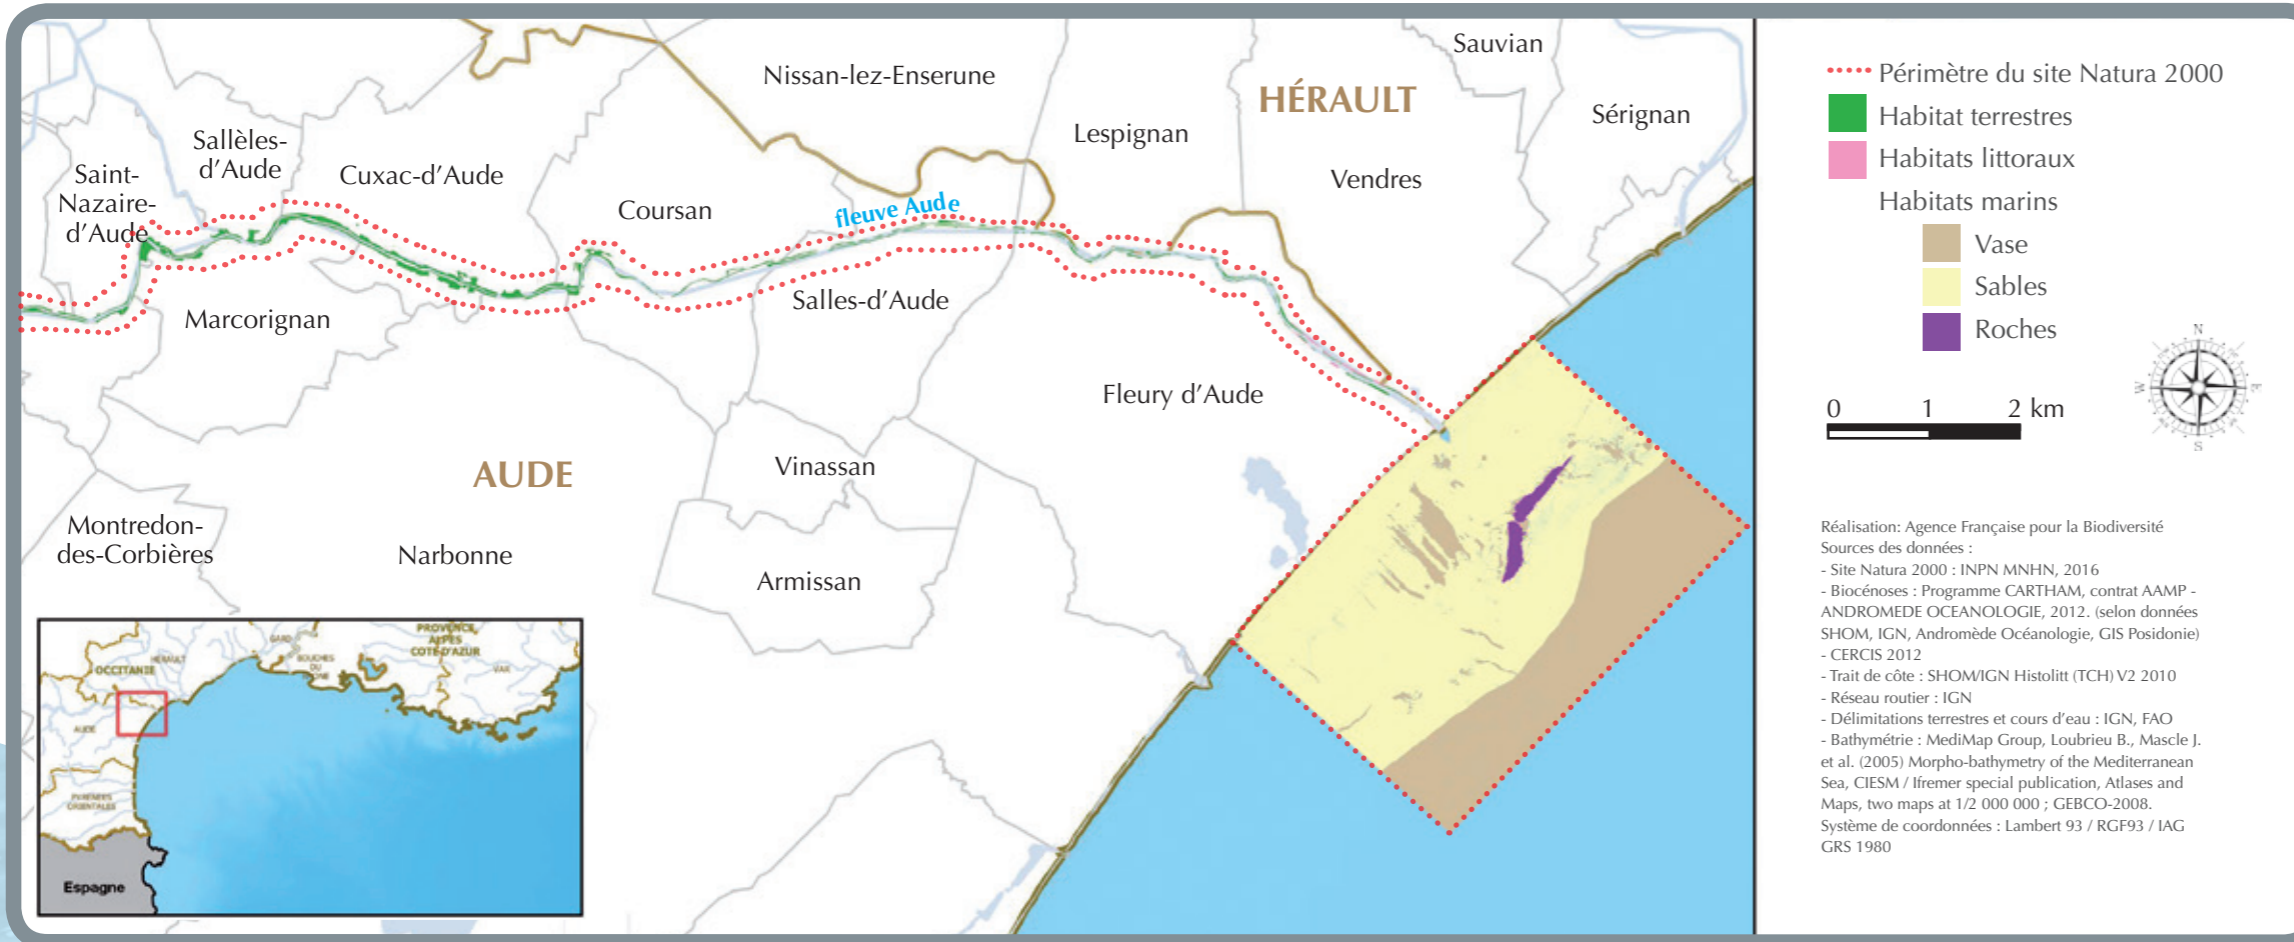 Sauvian
Nissan-lez-Enserune
HÉRAULT
Sérignan
Lespignan
Sallèles-
d'Aude
Saint-
Nazaire-
d'Aude
Cuxac-d'Aude
Vendres
Coursan
fleuve Aude
Salles-d'Aude
Marcorignan
Fleury d'Aude
AUDE
Vinassan
Montredon-
des-Corbières
Narbonne
Armissan
PROVENCE
ALPES
COTE D'AZUR
GARD
HÉRAULT
BOUCHES
DU
OCCITANIE
VAR
AUDE
PYRENEES
ORIENTALES
Espagne
Périmètre du site Natura 2000
Habitat terrestres
Habitats littoraux
Habitats marins
Vase
Sables
Roches
N
W
E
S
0 1 2 km
Réalisation: Agence Française pour la Biodiversité
Sources des données :
- Site Natura 2000 : INPN MNHN, 2016
- Biocénoses : Programme CARTHAM, contrat AAMP -
ANDROMEDE OCEANOLOGIE, 2012. (selon données
SHOM, IGN, Andromède Océanologie, GIS Posidonie)
- CERCIS 2012
- Trait de côte : SHOM/IGN Histolitt (TCH) V2 2010
- Réseau routier : IGN
- Délimitations terrestres et cours d'eau : IGN, FAO
- Bathymétrie : MediMap Group, Loubrieu B., Mascle J.
et al. (2005) Morpho-bathymetry of the Mediterranean
Sea, CIESM / Ifremer special publication, Atlases and
Maps, two maps at 1/2 000 000 ; GEBCO-2008.
Système de coordonnées : Lambert 93 / RGF93 / IAG
GRS 1980